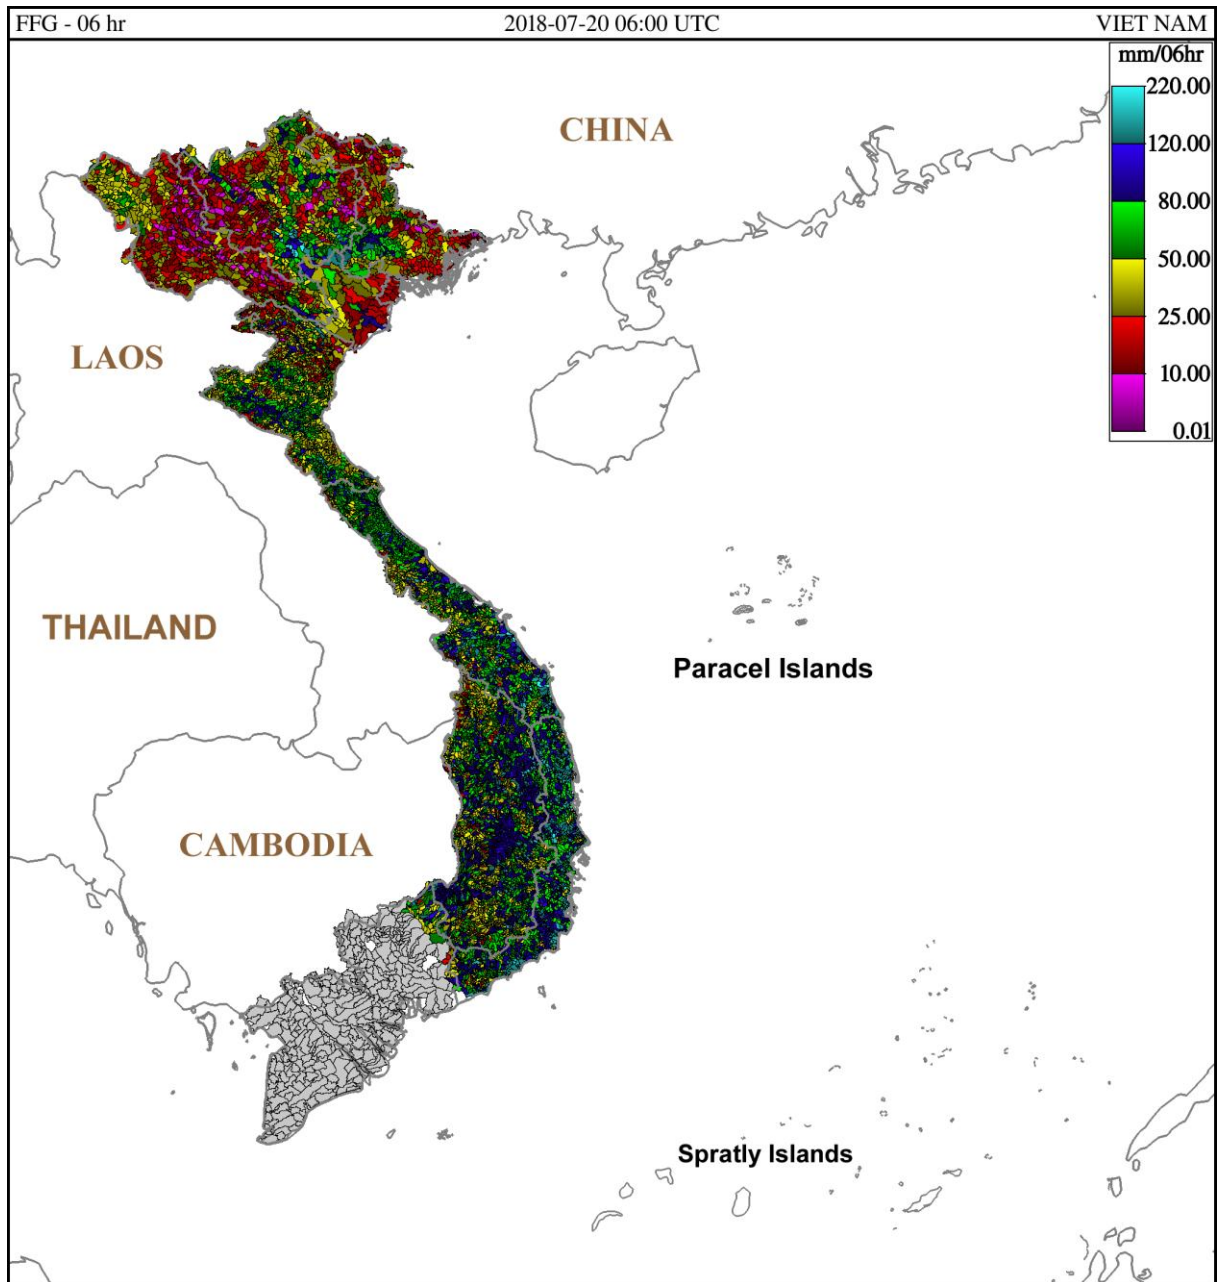 FFG - 06 hr
2018-07-20 06:00 UTC
VIET NAM
mm/06hr
220.00
120.00
80.00
50.00
25.00
10.00
0.01
CHINA
LAOS
THAILAND
Paracel Islands
CAMBODIA
Spratly Islands